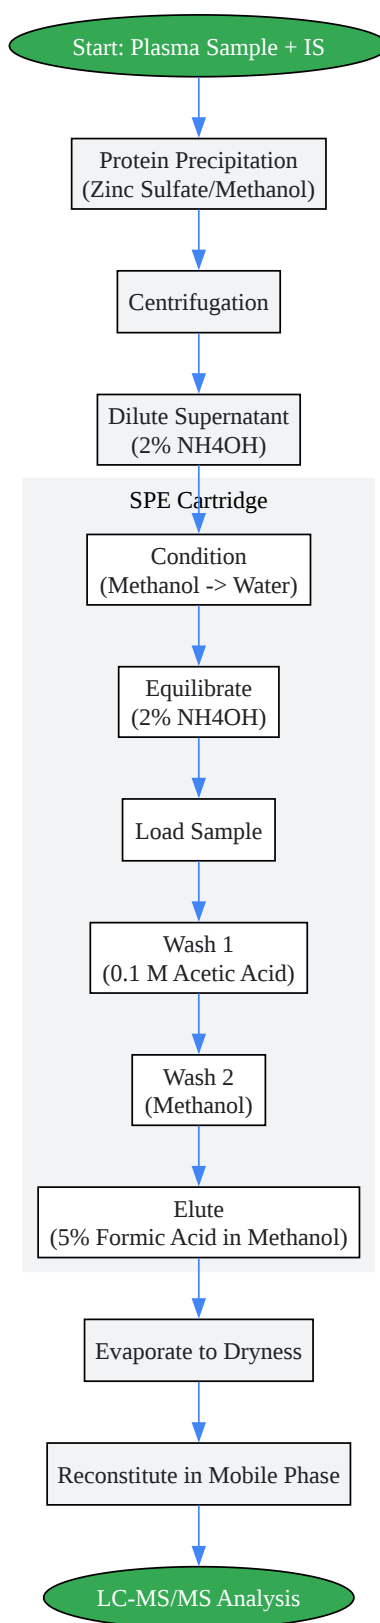 Start: Plasma Sample + IS
Protein Precipitation
(Zinc Sulfate/Methanol)
Centrifugation
Dilute Supernatant
(2% NH4OH)
SPE Cartridge
Condition
(Methanol -> Water)
Equilibrate
(2% NH4OH)
Load Sample
Wash 1
(0.1 M Acetic Acid)
Wash 2
(Methanol)
Elute
(5% Formic Acid in Methanol)
Evaporate to Dryness
Reconstitute in Mobile Phase
LC-MS/MS Analysis